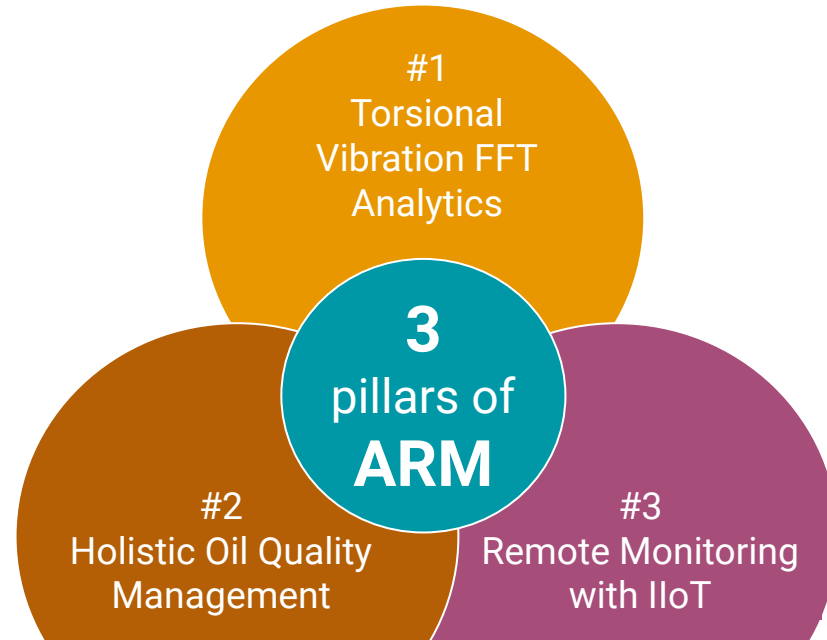 #1
Torsional
Vibration FFT
Analytics
3
pillars of
ARM
#2
Holistic Oil Quality
Management
#3
Remote Monitoring
with IIoT